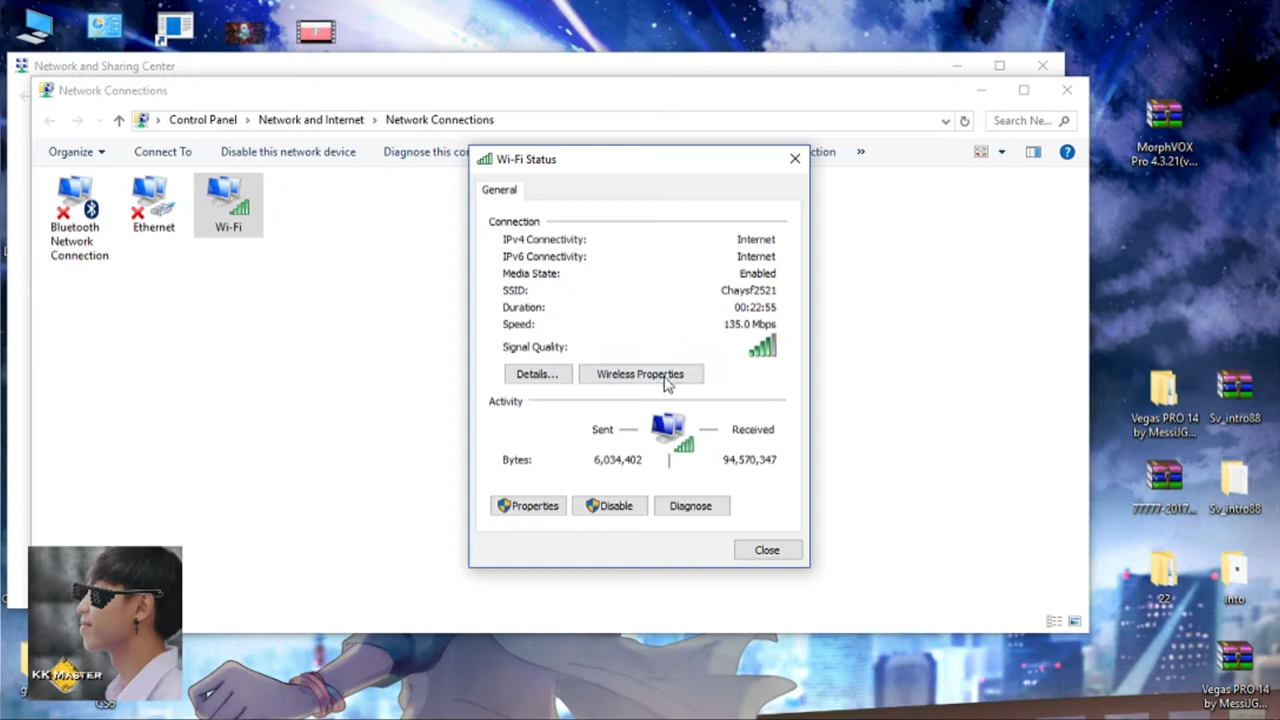 Network and Sharing Center
Network Connections
Control Panel > Network and Internet > Network Connections
Search Ne...
Organize
Connect To
Disable this network device
Diagnose this con
ction
»
Bluetooth
Network
Connection
Ethernet
Wi-Fi
Wi-Fi Status
General
Connection
IPv4 Connectivity: Internet
IPv6 Connectivity: Internet
Media State: Enabled
SSID: Chaysf2521
Duration: 00:22:55
Speed: 135.0 Mbps
Signal Quality:
Details...
Wireless Properties
Activity
Sent
Received
Bytes: 6,034,402 94,570,347
Properties
Disable
Diagnose
Close
MorphVOX
Pro 4.3.21(v...
Vegas PRO 14
by MessiJG...
Sv_intro88
77777-2017...
Sv_intro88
22
into
Vegas PRO 14
by MessiJG...
KK MASTER